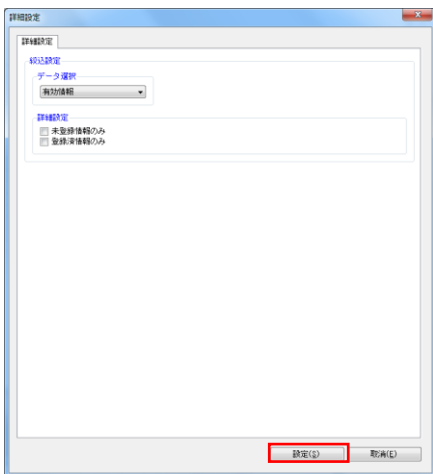 詳細設定
詳細設定
絞込設定
データ選択
有効情報
詳細設定
未登録情報のみ
登録済情報のみ
設定(S) 取消(E)